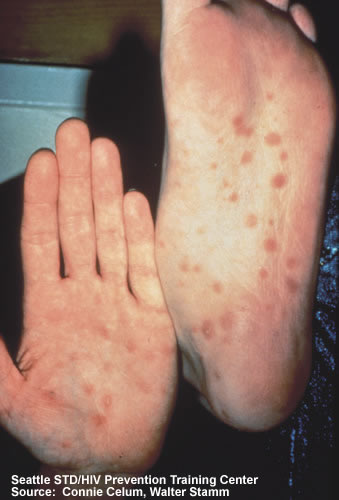 Seattle STD/HIV Prevention Training Center
Source: Connie Celum, Walter Stamm